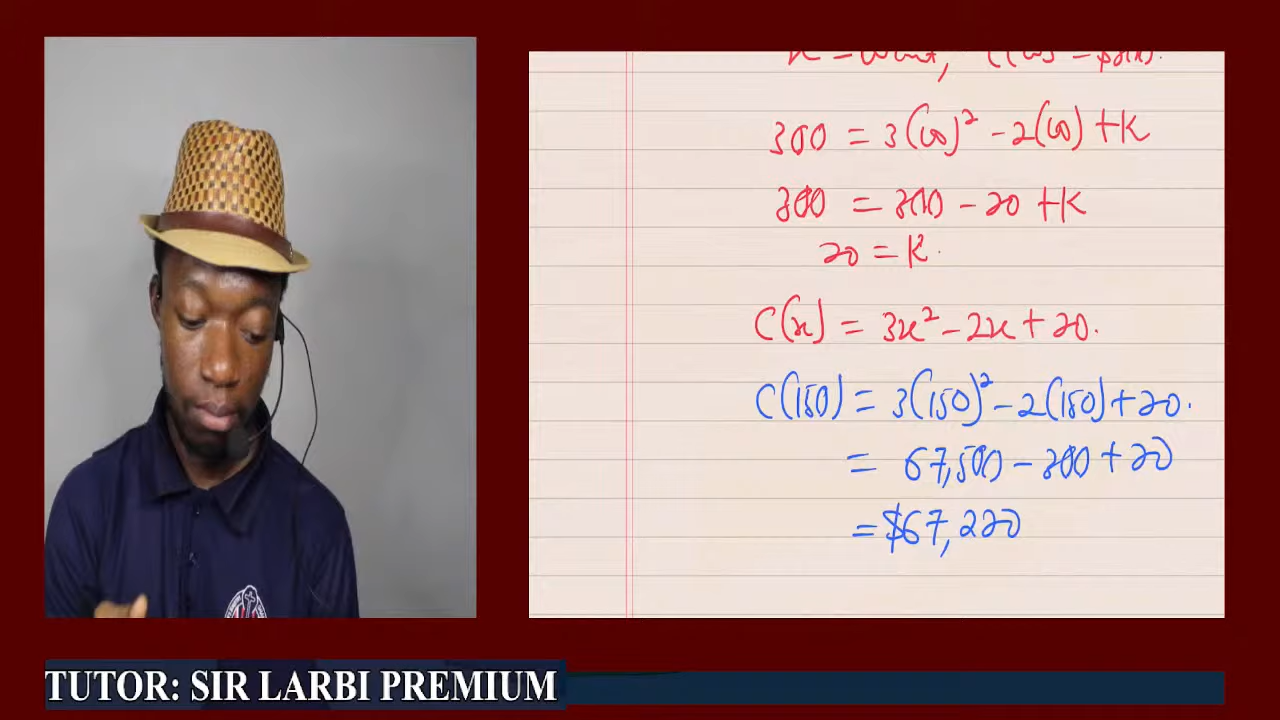 300 = 3(10)² - 2(10) + K
300 = 300 - 20 + K
20 = K.
C(x) = 3x² - 2x + 20.
C(150) = 3(150)² - 2(150) + 20.
= 67,500 - 300 + 20
= $67,220
TUTOR: SIR LARBI PREMIUM